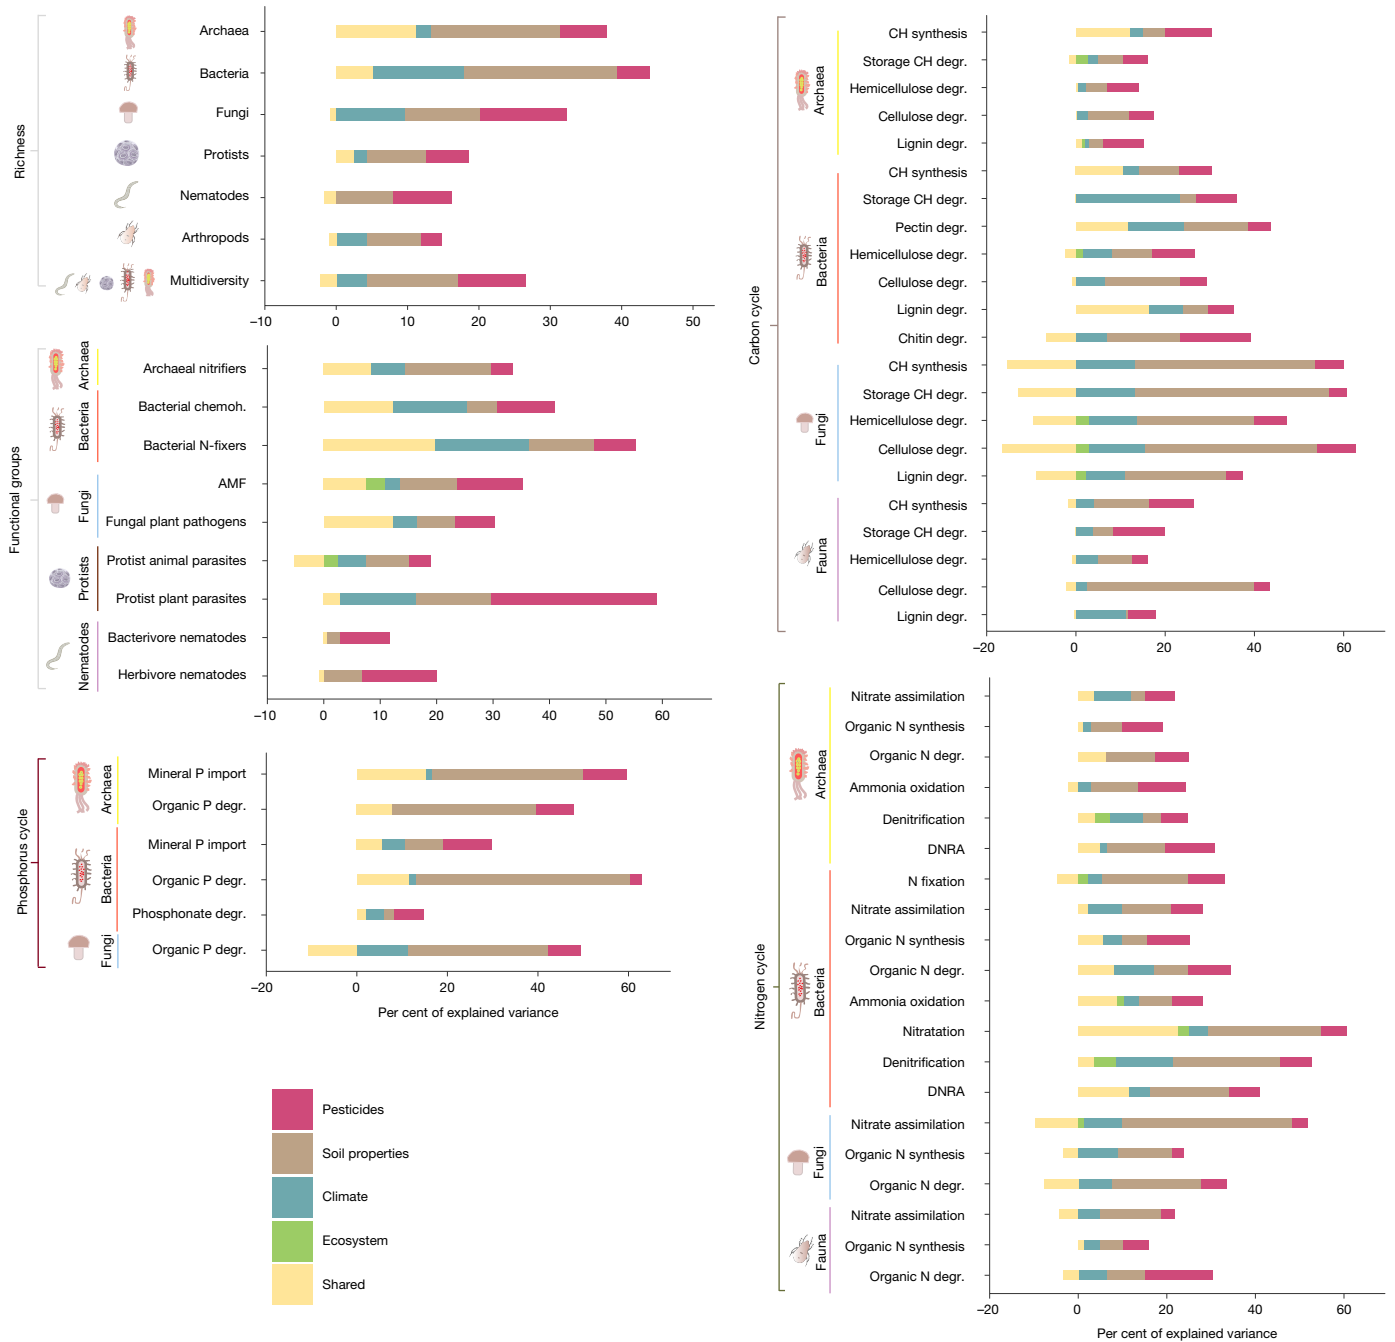 Richness
Archaea
Bacteria
Fungi
Protists
Nematodes
Arthropods
Multidiversity
−10
0
10
20
30
40
50
Functional groups
Archaea
Bacteria
Fungi
Protists
Nematodes
Archaeal nitrifiers
Bacterial chemoh.
Bacterial N-fixers
AMF
Fungal plant pathogens
Protist animal parasites
Protist plant parasites
Bacterivore nematodes
Herbivore nematodes
−10
0
10
20
30
40
50
60
Phosphorus cycle
Archaea
Bacteria
Fungi
Mineral P import
Organic P degr.
Mineral P import
Organic P degr.
Phosphonate degr.
Organic P degr.
−20
0
20
40
60
Per cent of explained variance
Pesticides
Soil properties
Climate
Ecosystem
Shared
Carbon cycle
Archaea
Bacteria
Fungi
Fauna
CH synthesis
Storage CH degr.
Hemicellulose degr.
Cellulose degr.
Lignin degr.
CH synthesis
Storage CH degr.
Pectin degr.
Hemicellulose degr.
Cellulose degr.
Lignin degr.
Chitin degr.
CH synthesis
Storage CH degr.
Hemicellulose degr.
Cellulose degr.
Lignin degr.
CH synthesis
Storage CH degr.
Hemicellulose degr.
Cellulose degr.
Lignin degr.
−20
0
20
40
60
Nitrogen cycle
Archaea
Bacteria
Fungi
Fauna
Nitrate assimilation
Organic N synthesis
Organic N degr.
Ammonia oxidation
Denitrification
DNRA
N fixation
Nitrate assimilation
Organic N synthesis
Organic N degr.
Ammonia oxidation
Nitratation
Denitrification
DNRA
Nitrate assimilation
Organic N synthesis
Organic N degr.
Nitrate assimilation
Organic N synthesis
Organic N degr.
−20
0
20
40
60
Per cent of explained variance